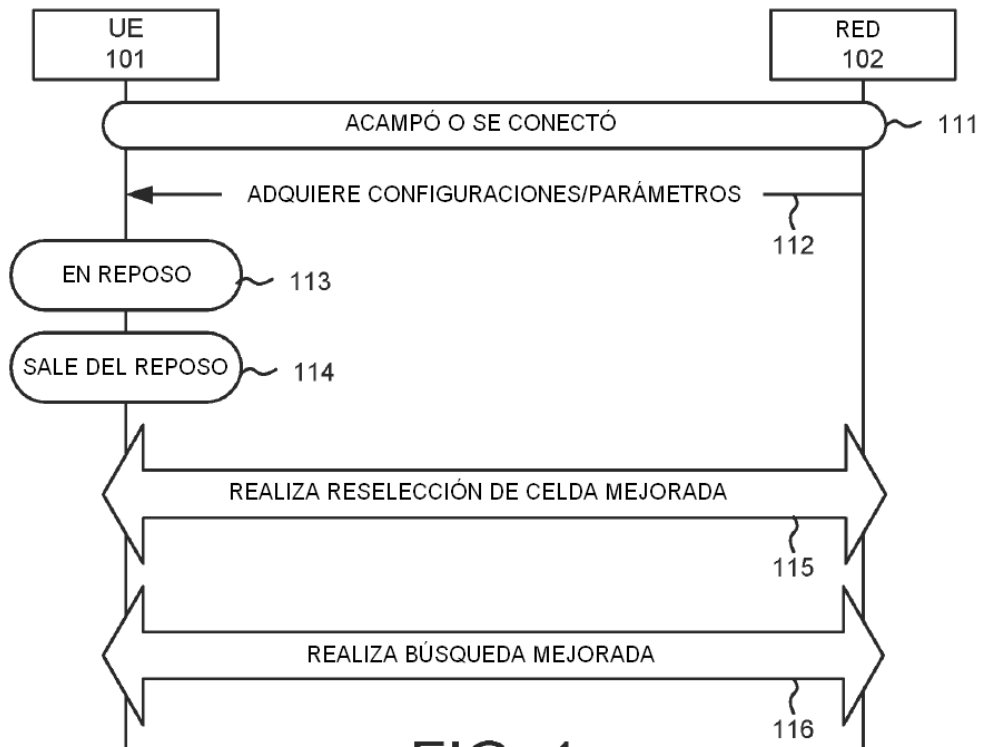 UE
101
RED
102
ACAMPÓ O SE CONECTÓ
111
ADQUIERE CONFIGURACIONES/PARÁMETROS
112
EN REPOSO
113
SALE DEL REPOSO
114
REALIZA RESELECCIÓN DE CELDA MEJORADA
115
REALIZA BÚSQUEDA MEJORADA
116